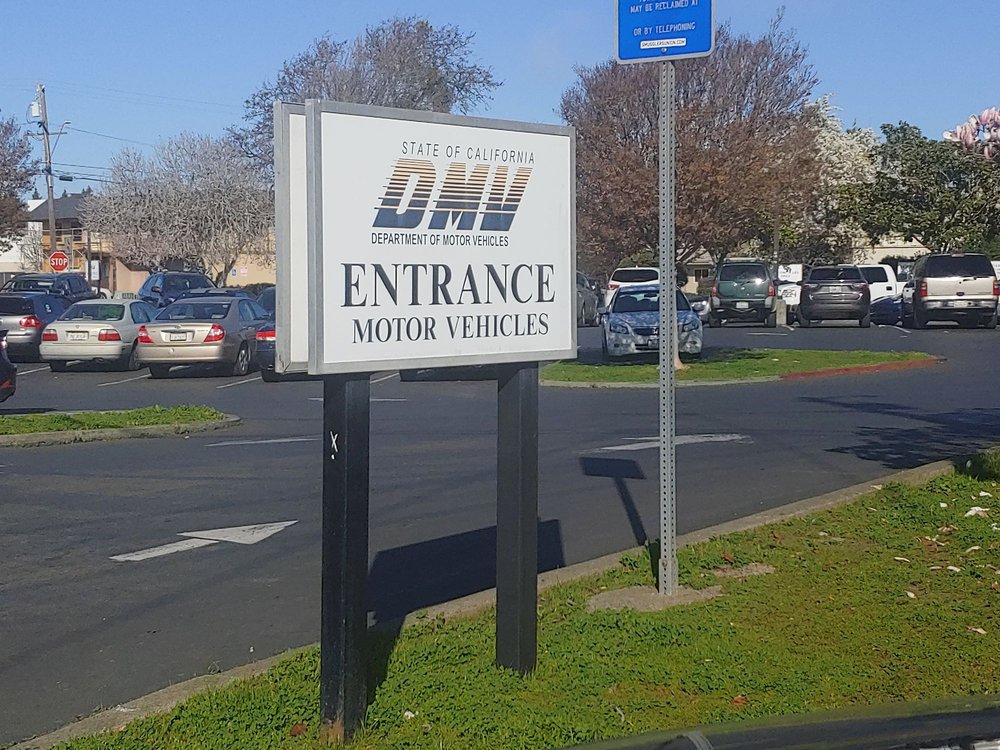 MAY BE RECLAIMED AT
OR BY TELEPHONING
STATE OF CALIFORNIA
DMV
DEPARTMENT OF MOTOR VEHICLES
ENTRANCE
MOTOR VEHICLES
STOP